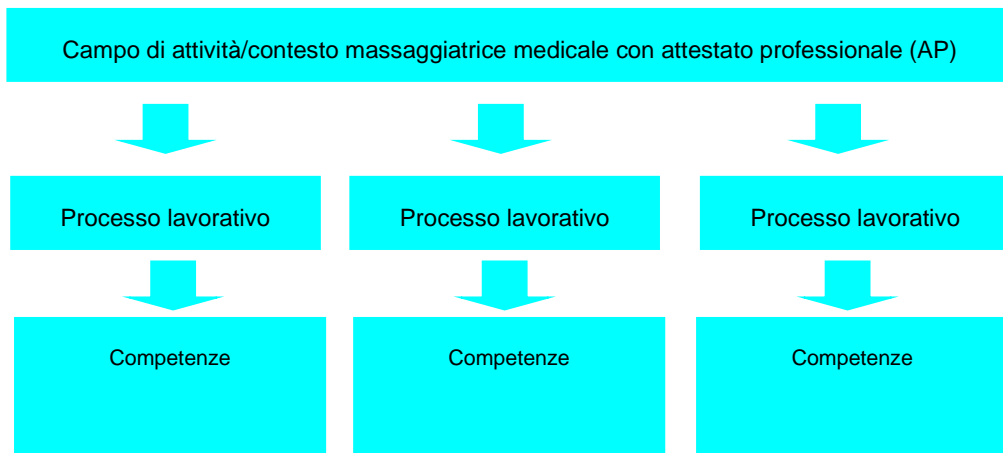 Campo di attività/contesto massaggiatrice medicale con attestato professionale (AP)
Processo lavorativo
Processo lavorativo
Processo lavorativo
Competenze
Competenze
Competenze